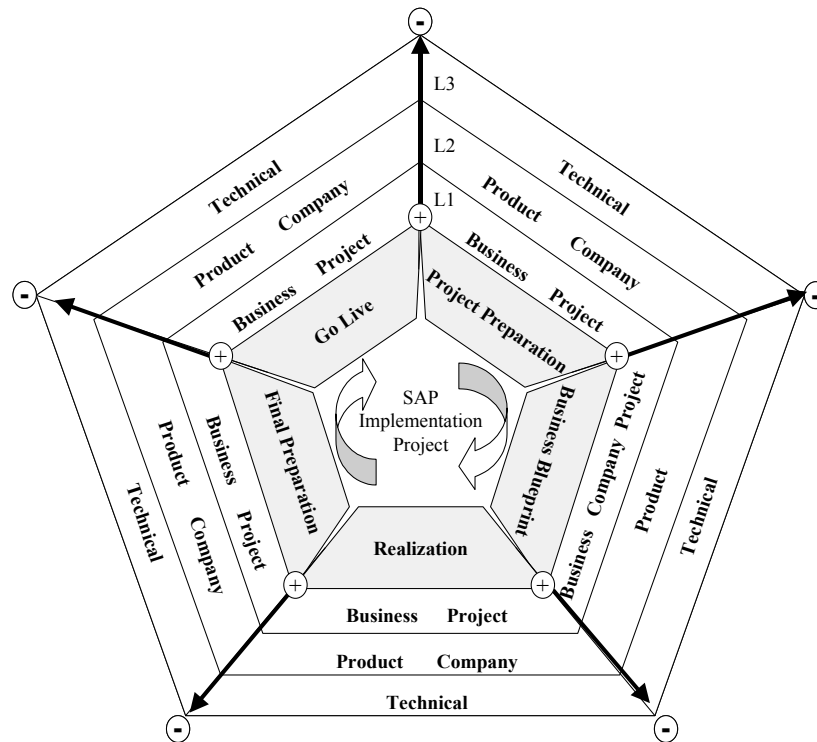 -
L3
L2
L1
+
Technical
Product Company
Business Project
Go Live
Technical
Product Company
Business Project
Project Preparation
-
-
+
+
SAP
Implementation
Project
Final Preparation
Business Project
Product Company
Technical
Business Blueprint
Business Company Project
Product
Technical
Realization
+
+
Business Project
Product Company
Technical
-
-